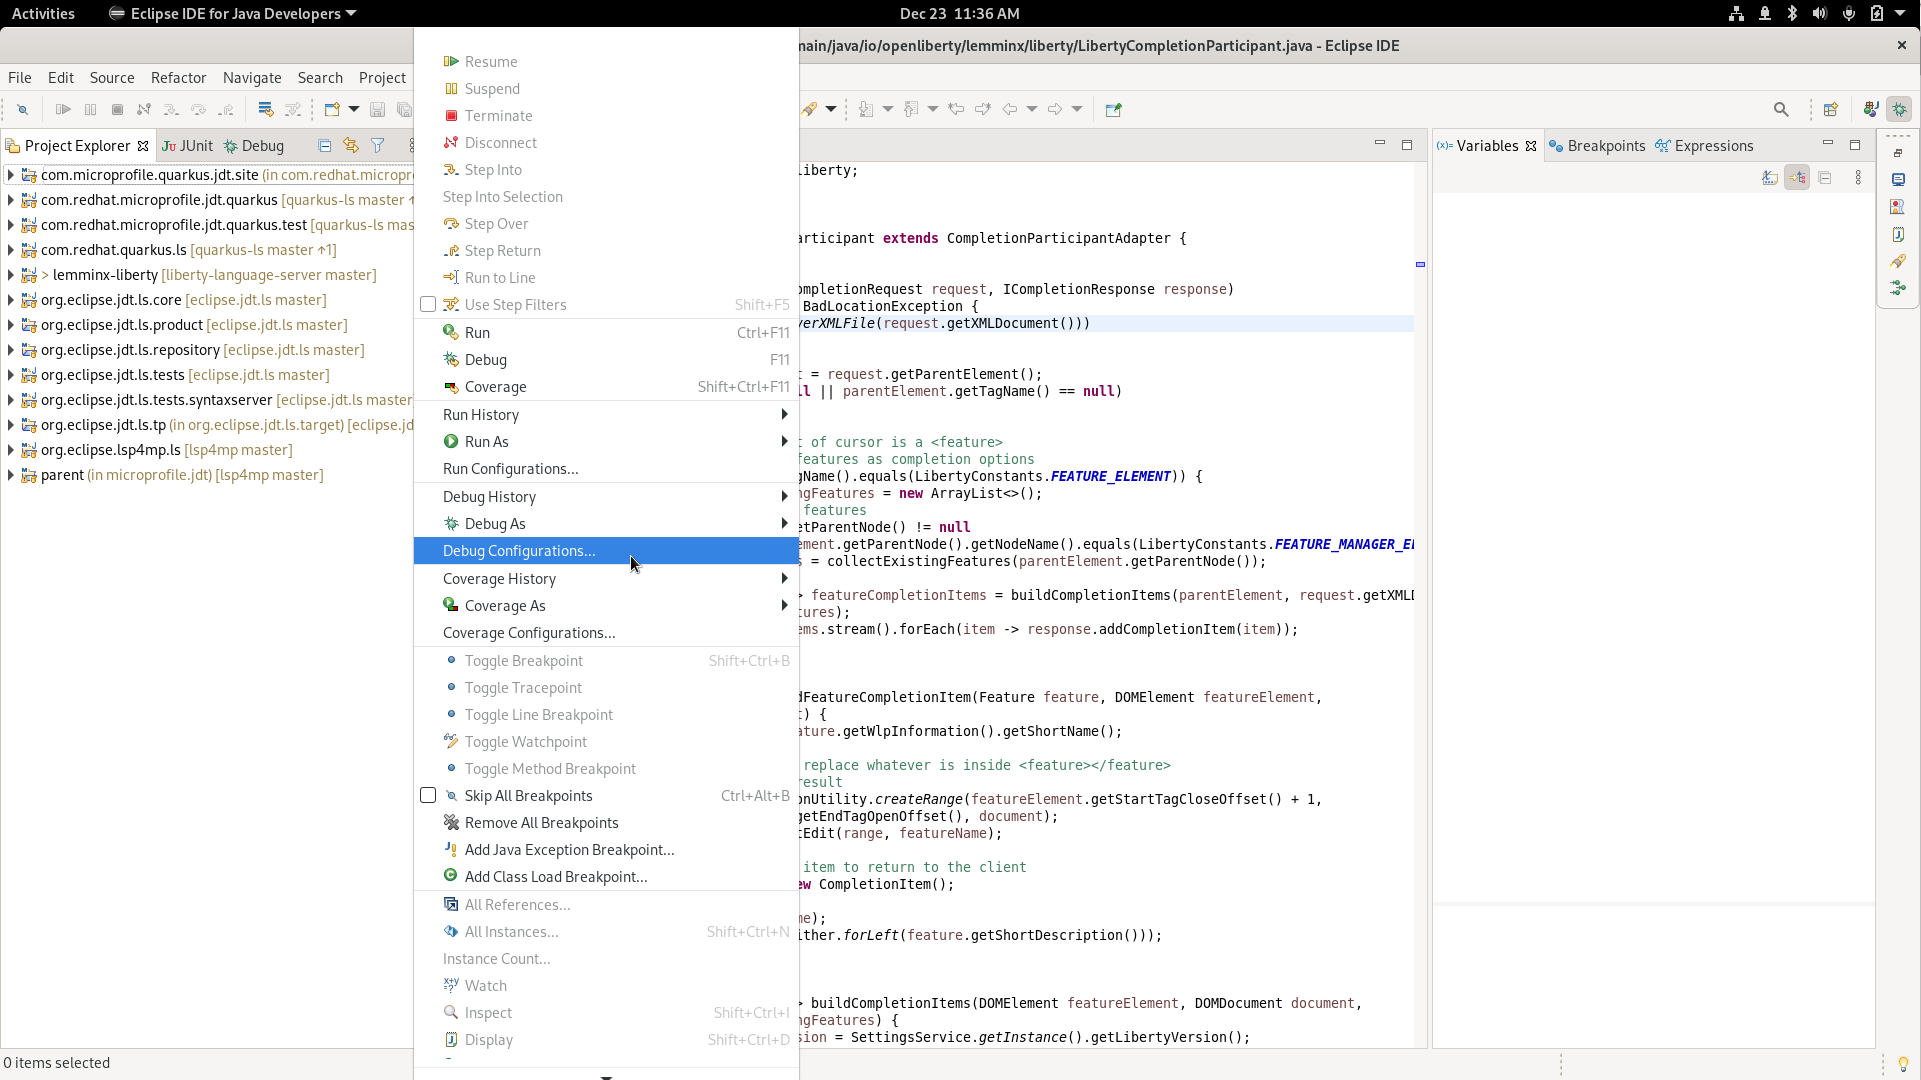 Activities
Eclipse IDE for Java Developers
Dec 23 11:36 AM
main/java/io/openliberty/lemminx/liberty/LibertyCompletionParticipant.java - Eclipse IDE
File Edit Source Refactor Navigate Search Project
Project Explorer
JUnit
Debug
com.microprofile.quarkus.jdt.site (in com.redhat.micropr
com.redhat.microprofile.jdt.quarkus [quarkus-ls master
com.redhat.microprofile.jdt.quarkus.test [quarkus-ls mas
com.redhat.quarkus.ls [quarkus-ls master ↑1]
> lemminx-liberty [liberty-language-server master]
org.eclipse.jdt.ls.core [eclipse.jdt.ls master]
org.eclipse.jdt.ls.product [eclipse.jdt.ls master]
org.eclipse.jdt.ls.repository [eclipse.jdt.ls master]
org.eclipse.jdt.ls.tests [eclipse.jdt.ls master]
org.eclipse.jdt.ls.tests.syntaxserver [eclipse.jdt.ls master
org.eclipse.jdt.ls.tp (in org.eclipse.jdt.ls.target) [eclipse.jd
org.eclipse.lsp4mp.ls [lsp4mp master]
parent (in microprofile.jdt) [lsp4mp master]
0 items selected
Resume
Suspend
Terminate
Disconnect
Step Into
Step Into Selection
Step Over
Step Return
Run to Line
Use Step Filters Shift+F5
Run Ctrl+F11
Debug F11
Coverage Shift+Ctrl+F11
Run History
Run As
Run Configurations...
Debug History
Debug As
Debug Configurations...
Coverage History
Coverage As
Coverage Configurations...
Toggle Breakpoint Shift+Ctrl+B
Toggle Tracepoint
Toggle Line Breakpoint
Toggle Watchpoint
Toggle Method Breakpoint
Skip All Breakpoints Ctrl+Alt+B
Remove All Breakpoints
Add Java Exception Breakpoint...
Add Class Load Breakpoint...
All References...
All Instances... Shift+Ctrl+N
Instance Count...
Watch
Inspect Shift+Ctrl+I
Display Shift+Ctrl+D
liberty;
articipant extends CompletionParticipantAdapter {
ompletionRequest request, ICompletionResponse response)
BadLocationException {
verXMLFile(request.getXMLDocument()))
t = request.getParentElement();
ll || parentElement.getTagName() == null)
t of cursor is a <feature>
features as completion options
gName().equals(LibertyConstants.FEATURE_ELEMENT)) {
ngFeatures = new ArrayList<>();
features
etParentNode() != null
ement.getParentNode().getNodeName().equals(LibertyConstants.FEATURE_MANAGER_EL
s = collectExistingFeatures(parentElement.getParentNode());
> featureCompletionItems = buildCompletionItems(parentElement, request.getXMLD
tures);
ems.stream().forEach(item -> response.addCompletionItem(item));
dFeatureCompletionItem(Feature feature, DOMElement featureElement,
t) {
ature.getWlpInformation().getShortName();
replace whatever is inside <feature></feature>
result
onUtility.createRange(featureElement.getStartTagCloseOffset() + 1,
getEndTagOpenOffset(), document);
tEdit(range, featureName);
item to return to the client
ew CompletionItem();
me);
ither.forLeft(feature.getShortDescription()));
> buildCompletionItems(DOMElement featureElement, DOMDocument document,
ngFeatures) {
sion = SettingsService.getInstance().getLibertyVersion();
(x)= Variables
Breakpoints
Expressions